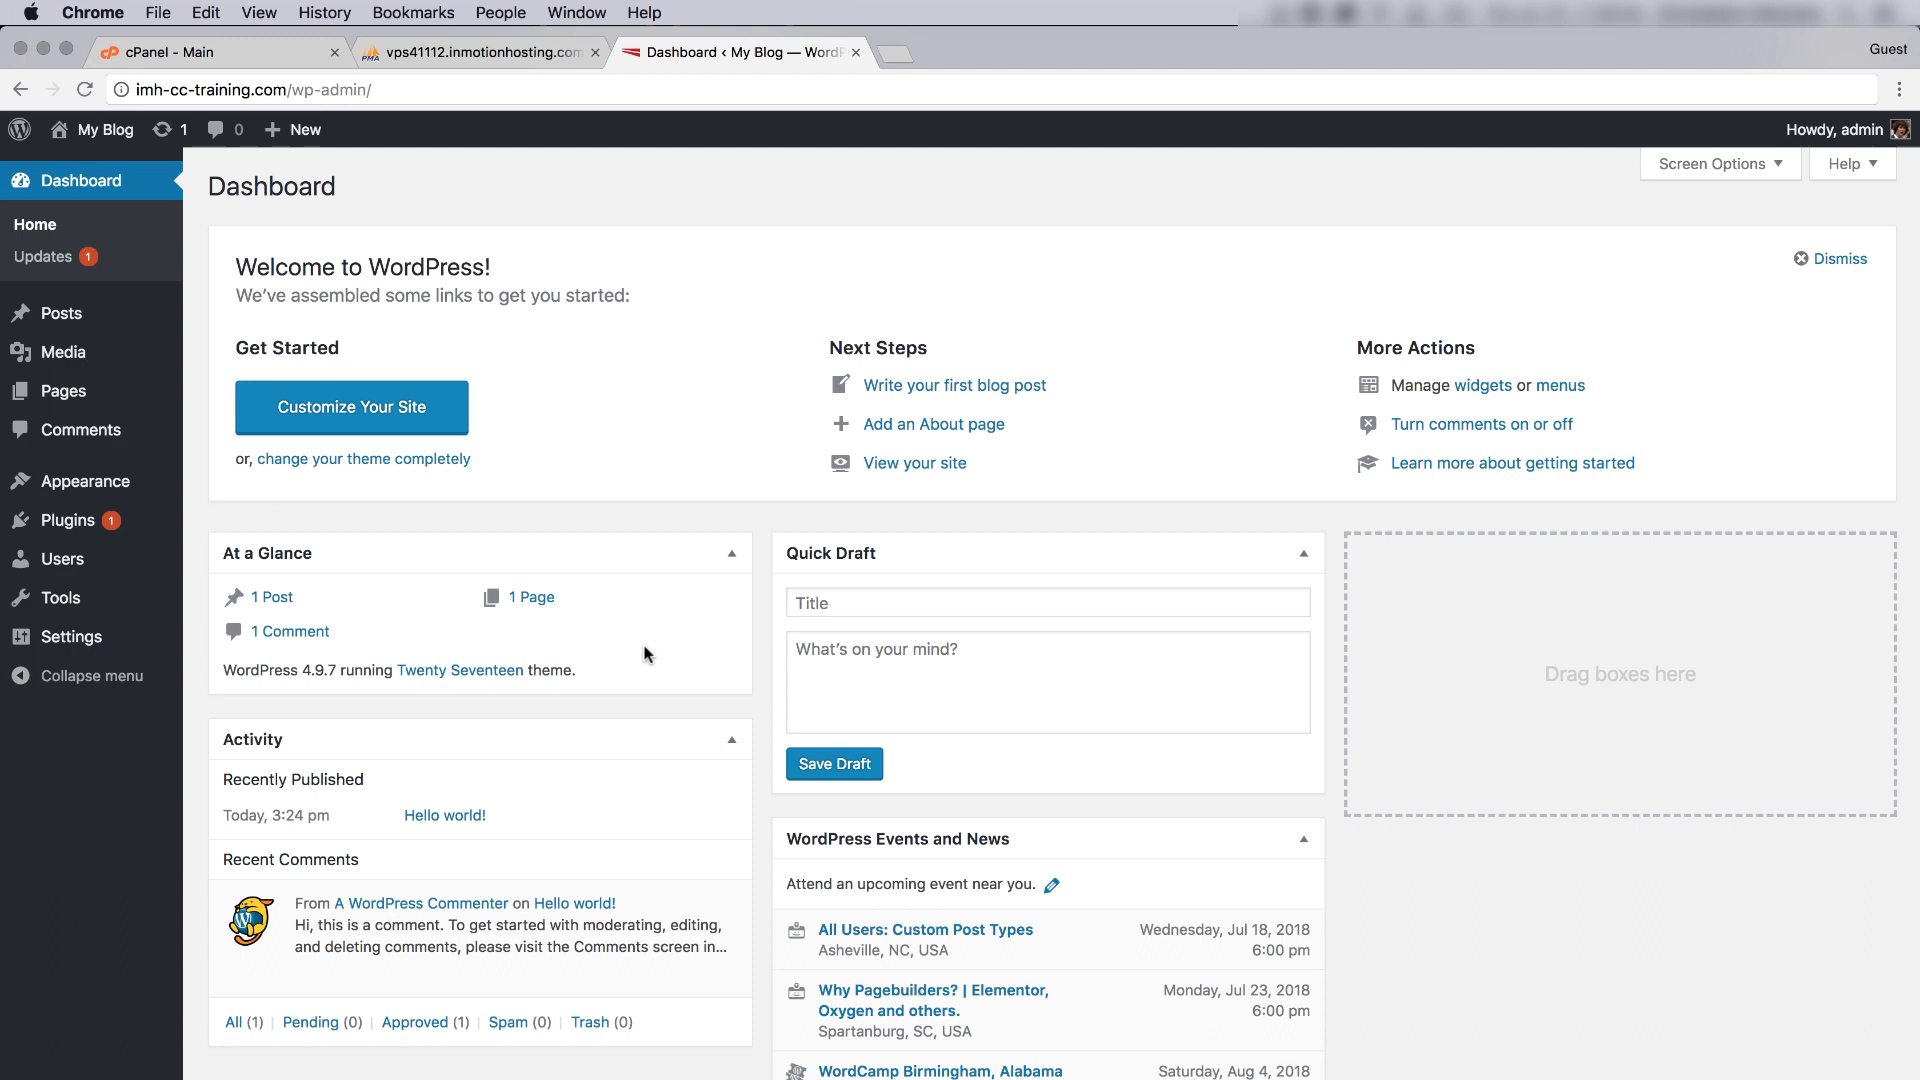 Chrome File Edit View History Bookmarks People Window Help
cPanel - Main
vps41112.inmotionhosting.com
Dashboard ‹ My Blog — WordP
Guest
imh-cc-training.com/wp-admin/
My Blog 1 0 New
Howdy, admin
Dashboard
Home
Updates 1
Posts
Media
Pages
Comments
Appearance
Plugins 1
Users
Tools
Settings
Collapse menu
Screen Options
Help
Dashboard
Welcome to WordPress!
We've assembled some links to get you started:
Dismiss
Get Started
Customize Your Site
or, change your theme completely
Next Steps
Write your first blog post
Add an About page
View your site
More Actions
Manage widgets or menus
Turn comments on or off
Learn more about getting started
At a Glance
1 Post
1 Page
1 Comment
WordPress 4.9.7 running Twenty Seventeen theme.
Activity
Recently Published
Today, 3:24 pm
Hello world!
Recent Comments
From A WordPress Commenter on Hello world!
Hi, this is a comment. To get started with moderating, editing,
and deleting comments, please visit the Comments screen in...
All (1) | Pending (0) | Approved (1) | Spam (0) | Trash (0)
Quick Draft
Title
What's on your mind?
Save Draft
WordPress Events and News
Attend an upcoming event near you.
All Users: Custom Post Types
Asheville, NC, USA
Wednesday, Jul 18, 2018
6:00 pm
Why Pagebuilders? | Elementor,
Oxygen and others.
Spartanburg, SC, USA
Monday, Jul 23, 2018
6:00 pm
WordCamp Birmingham, Alabama
Saturday, Aug 4, 2018
Drag boxes here